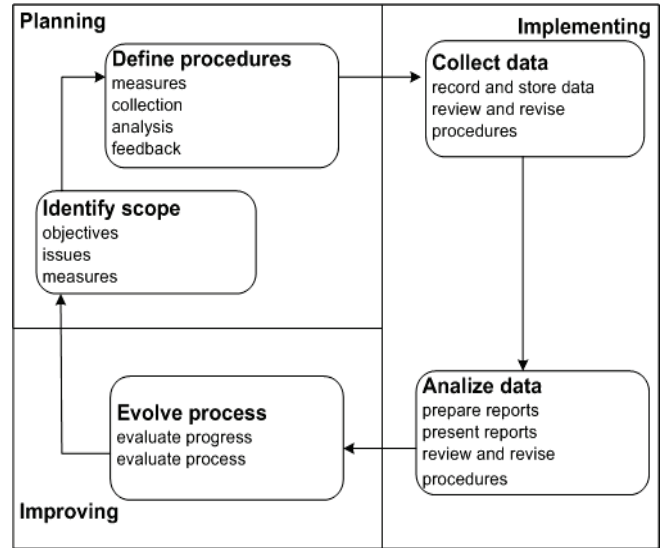 Planning
Implementing
Define procedures
measures
collection
analysis
feedback
Collect data
record and store data
review and revise
procedures
Identify scope
objectives
issues
measures
Analize data
prepare reports
present reports
review and revise
procedures
Evolve process
evaluate progress
evaluate process
Improving